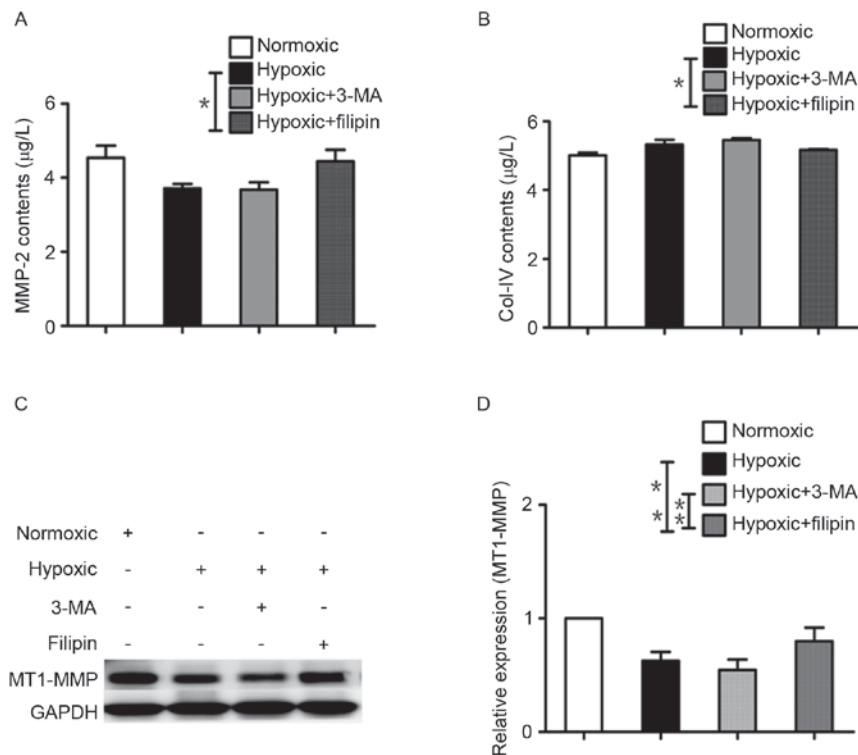 A
Normoxic
Hypoxic
Hypoxic+3-MA
Hypoxic+filipin
*
MMP-2 contents (μg/L)
6
4
2
0
B
Normoxic
Hypoxic
Hypoxic+3-MA
Hypoxic+filipin
*
Col-IV contents (μg/L)
8
6
4
2
0
C
Normoxic + - - -
Hypoxic - + + +
3-MA - - + -
Filipin - - - +
MT1-MMP
GAPDH
D
Normoxic
Hypoxic
Hypoxic+3-MA
Hypoxic+filipin
* *
**
Relative expression (MT1-MMP)
2
1
0